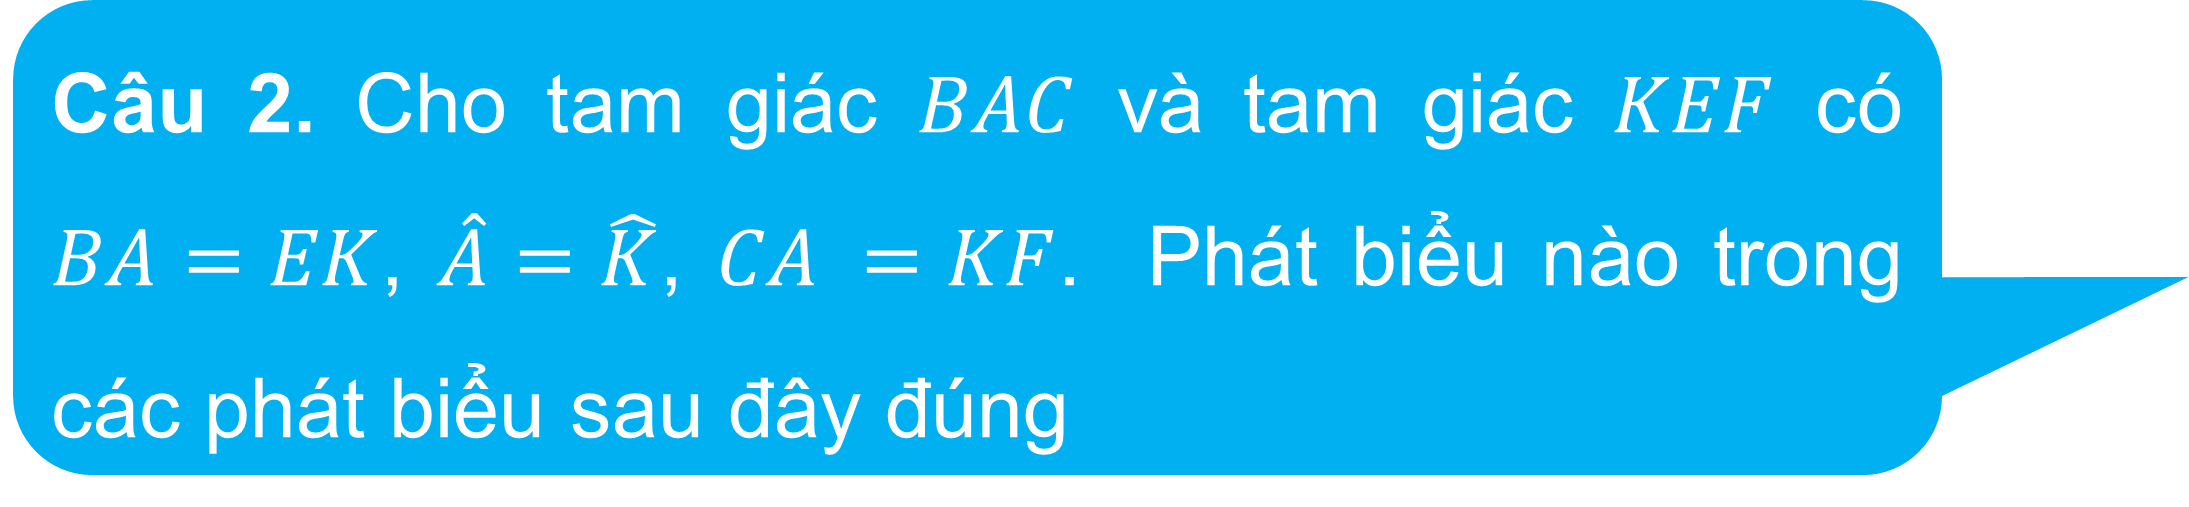 Câu 2. Cho tam giác BAC và tam giác KEF có
BA = EK, Â = K̂, CA = KF. Phát biểu nào trong
các phát biểu sau đây đúng